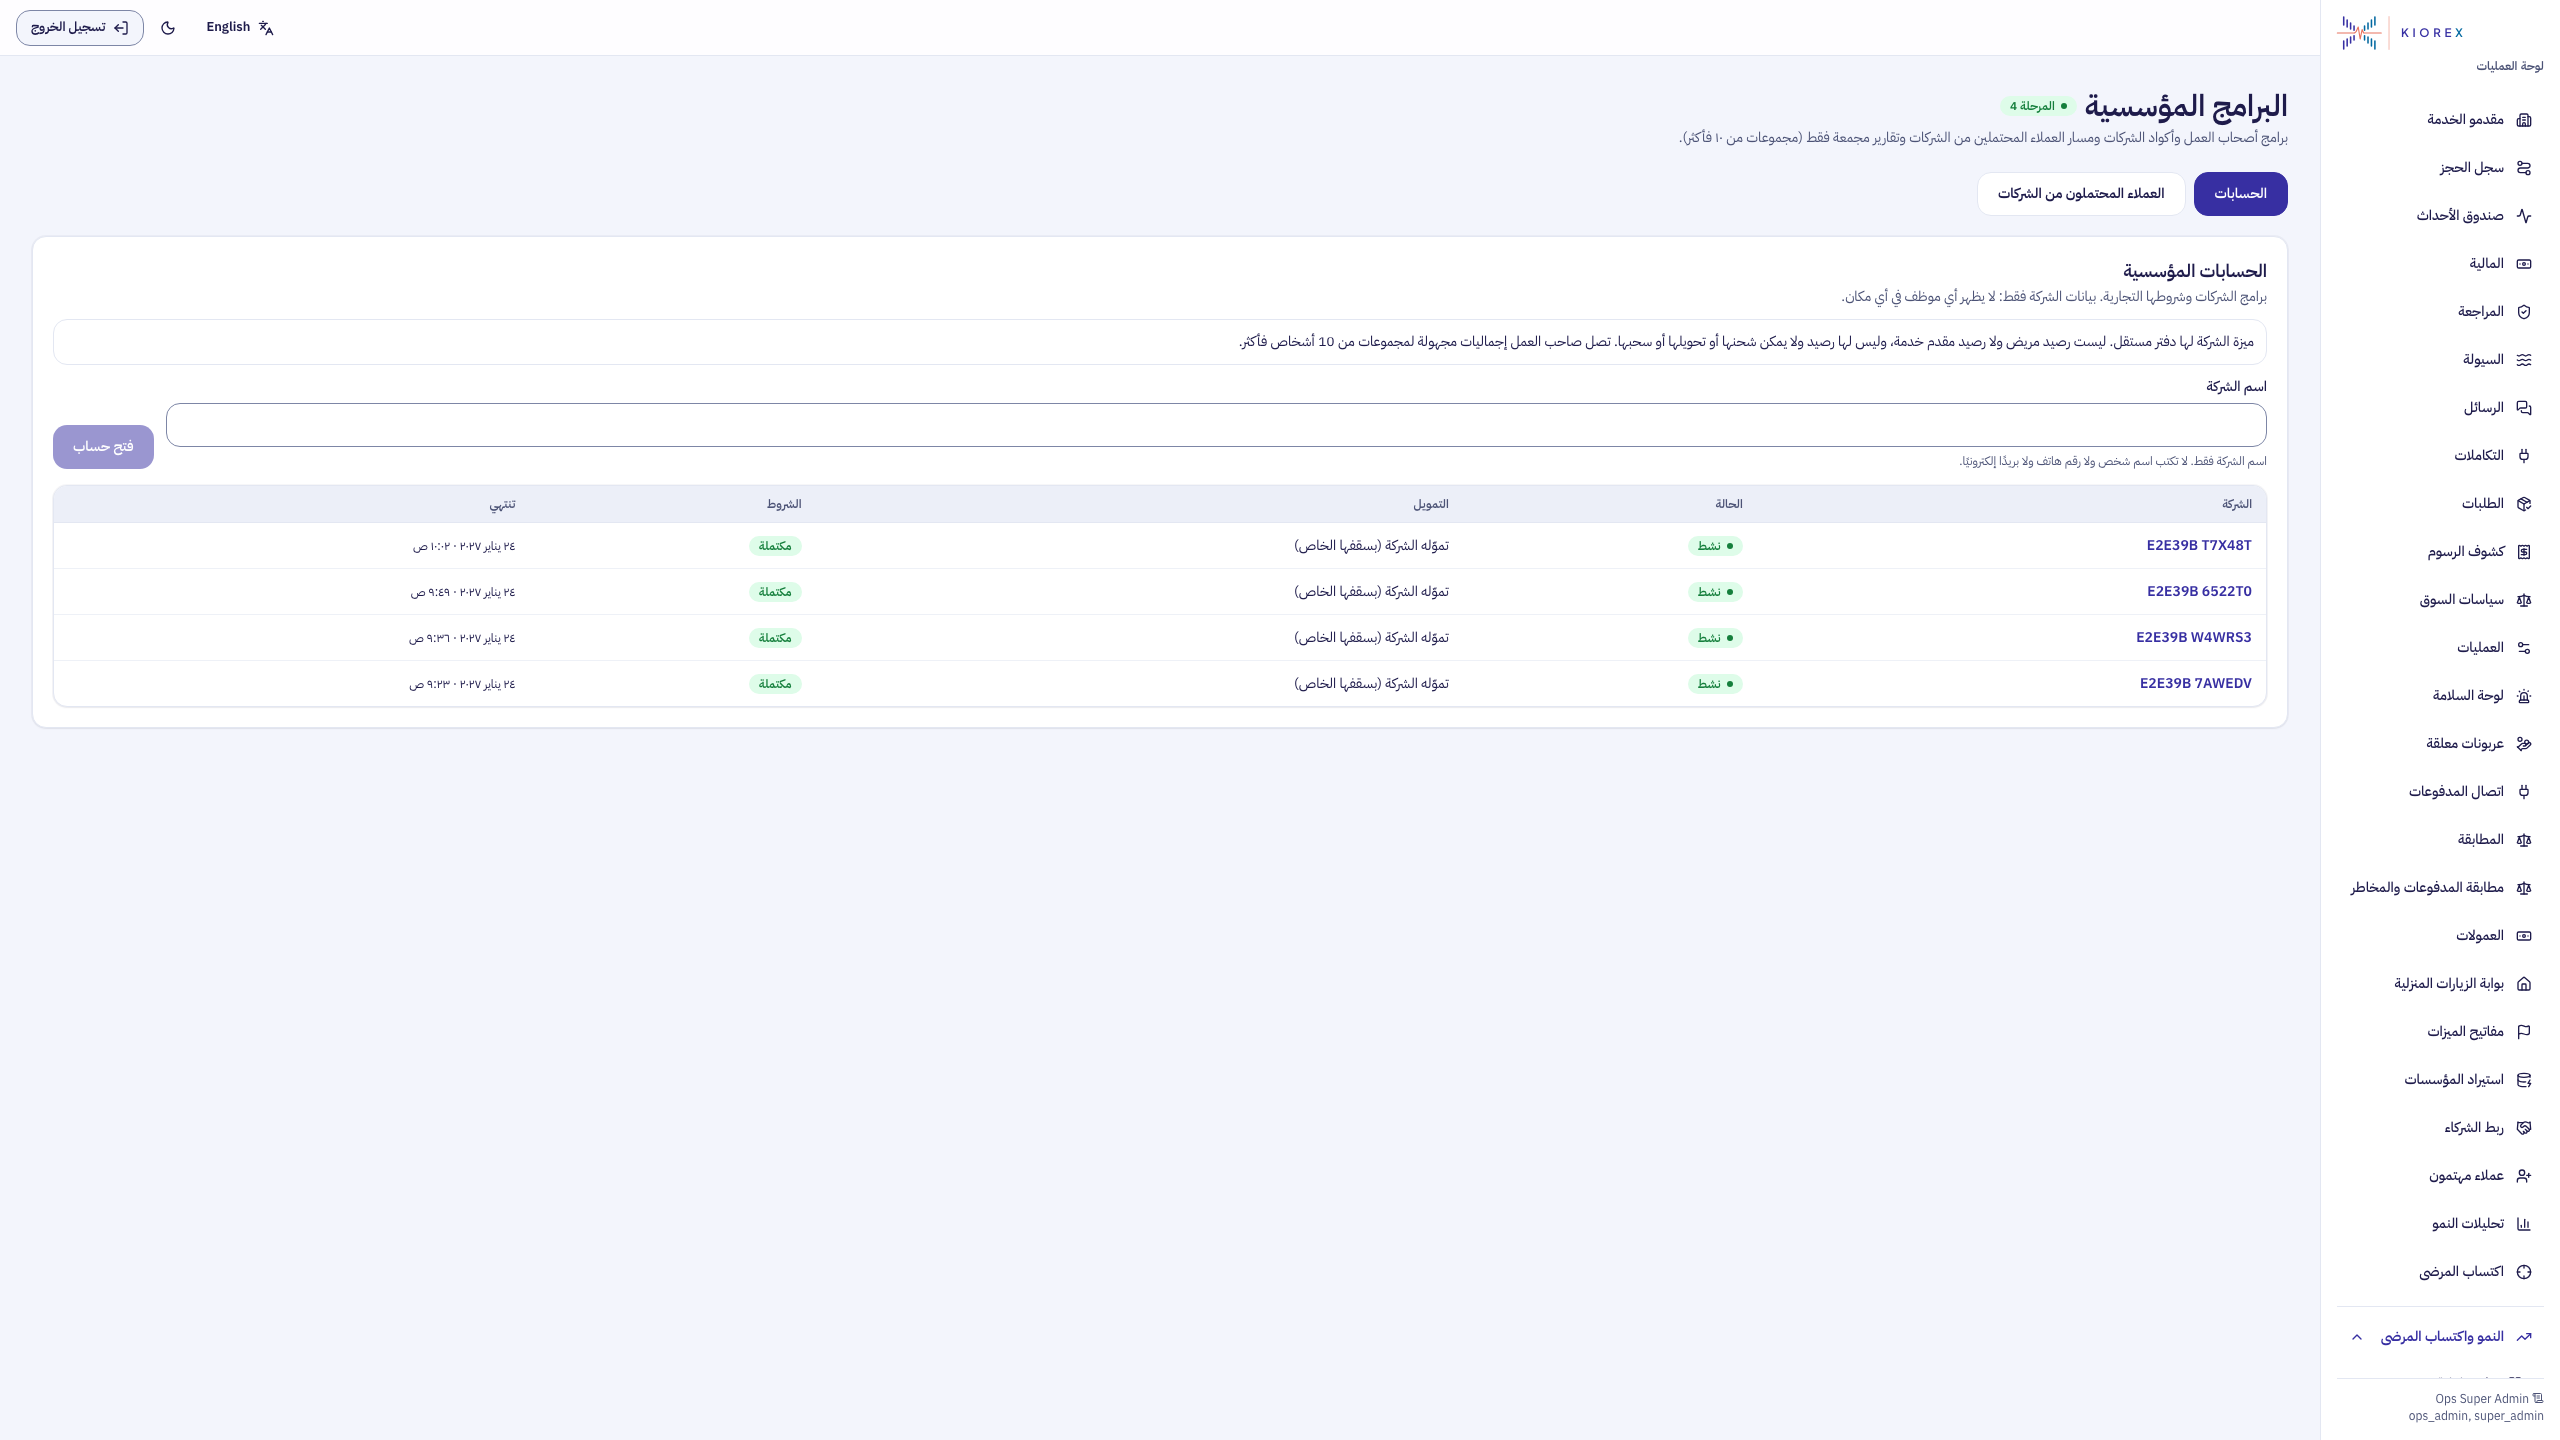 KIOREX
لوحة العمليات
مقدمو الخدمة
سجل الحجز
صندوق الأحداث
المالية
المراجعة
السيولة
الرسائل
التكاملات
الطلبات
كشوف الرسوم
سياسات السوق
العمليات
لوحة السلامة
عربونات معلقة
اتصال المدفوعات
المطابقة
مطابقة المدفوعات والمخاطر
العمولات
بوابة الزيارات المنزلية
مفاتيح الميزات
استيراد المؤسسات
ربط الشركاء
عملاء مهتمون
تحليلات النمو
اكتساب المرضى
النمو واكتساب المرضى
Ops Super Admin
ops_admin, super_admin
English
تسجيل الخروج
البرامج المؤسسية المرحلة 4
برامج أصحاب العمل وأكواد الشركات ومسار العملاء المحتملين من الشركات وتقارير مجمعة فقط (مجموعات من ١٠ فأكثر).
الحسابات
العملاء المحتملون من الشركات
الحسابات المؤسسية
برامج الشركات وشروطها التجارية. بيانات الشركة فقط: لا يظهر أي موظف في أي مكان.
ميزة الشركة لها دفتر مستقل. ليست رصيد مريض ولا رصيد مقدم خدمة، وليس لها رصيد ولا يمكن شحنها أو تحويلها أو سحبها. تصل صاحب العمل إجماليات مجهولة لمجموعات من 10 أشخاص فأكثر.
اسم الشركة
فتح حساب
اسم الشركة فقط. لا تكتب اسم شخص ولا رقم هاتف ولا بريدًا إلكترونيًا.
الشركة الحالة التمويل الشروط تنتهي
E2E39B T7X48T نشط تموّله الشركة (بسقفها الخاص) مكتملة ٢٤ يناير ٢٠٢٧ · ١٠:٠٢ ص
E2E39B 6522T0 نشط تموّله الشركة (بسقفها الخاص) مكتملة ٢٤ يناير ٢٠٢٧ · ٩:٤٩ ص
E2E39B W4WRS3 نشط تموّله الشركة (بسقفها الخاص) مكتملة ٢٤ يناير ٢٠٢٧ · ٩:٣٦ ص
E2E39B 7AWEDV نشط تموّله الشركة (بسقفها الخاص) مكتملة ٢٤ يناير ٢٠٢٧ · ٩:٢٣ ص